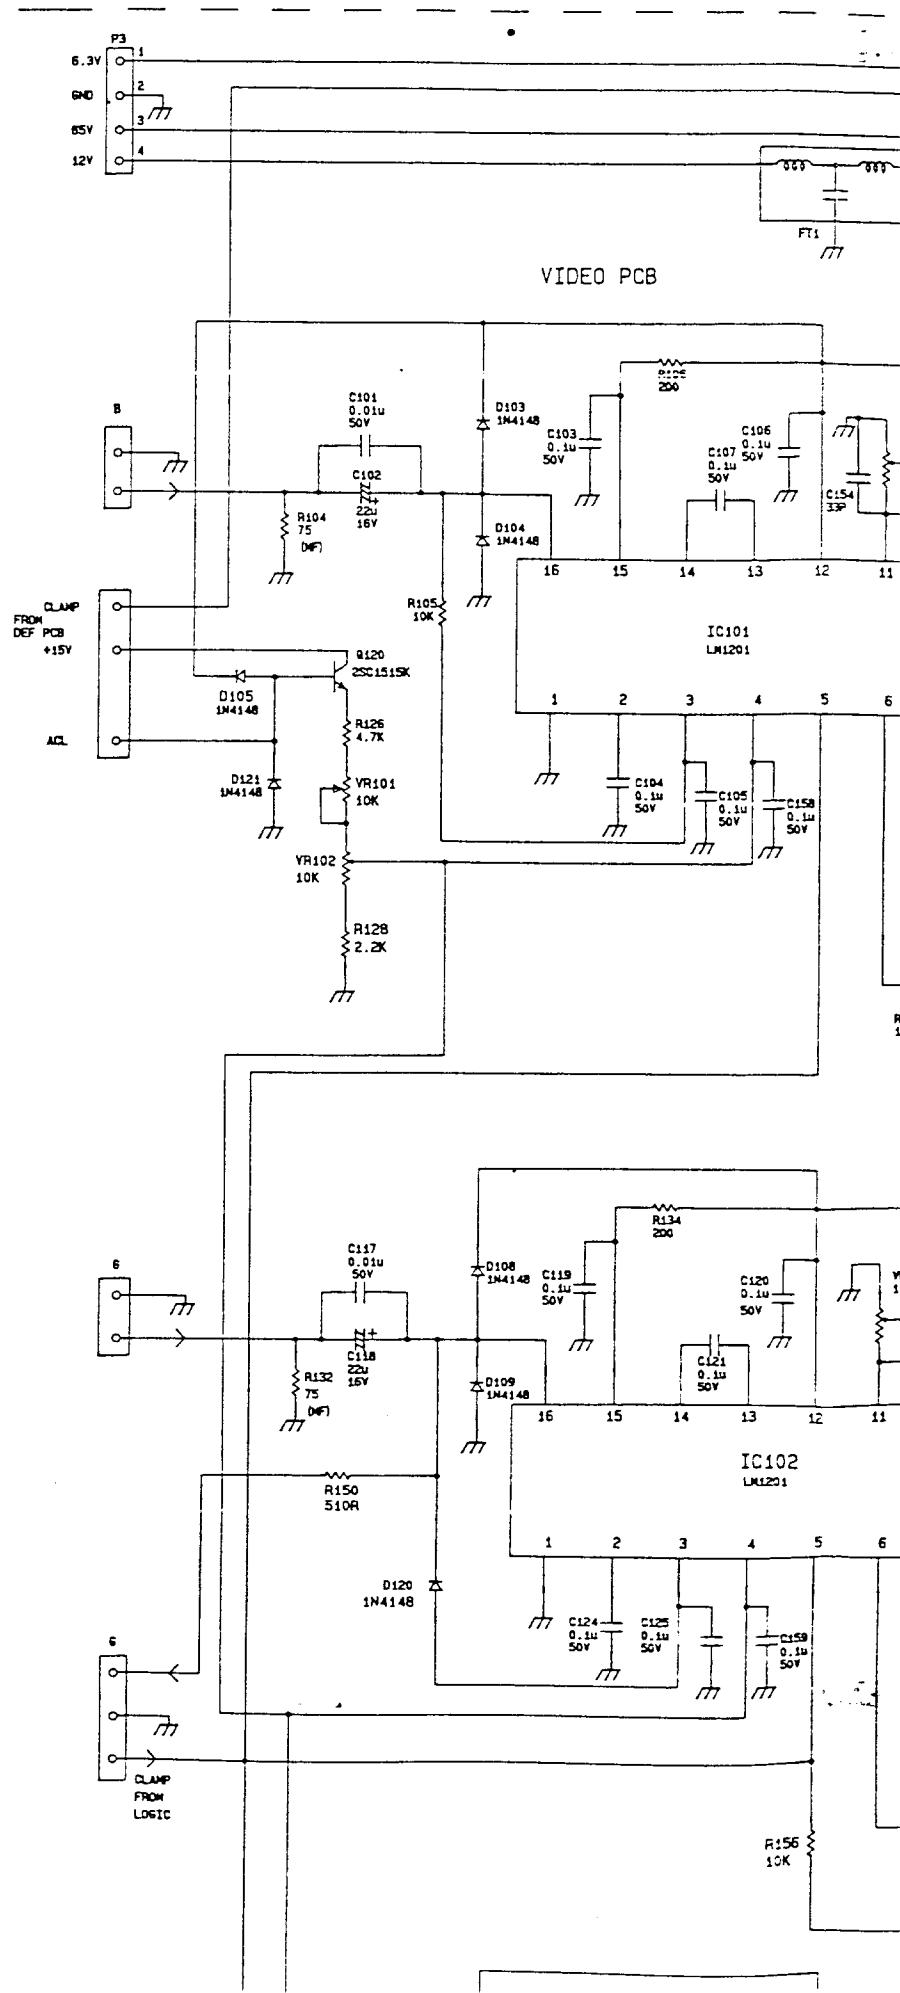 P3
6.3V
1
GND
2
65V
3
12V
4
FT1
VIDEO PCB
R106
200
B
C101
0.01u
50V
D103
1N4148
C103
0.1u
50V
C106
0.1u
50V
C107
0.1u
50V
C102
22u
16V
C154
33P
R104
75
(MF)
D104
1N4148
16
15
14
13
12
11
R105
10K
CLAMP
FROM
DEF PCB
+15V
IC101
LM1201
Q120
2SC1515K
D105
1N4148
1
2
3
4
5
6
R126
4.7K
ACL
D121
1N4148
VR101
10K
C104
0.1u
50V
C105
0.1u
50V
C158
0.1u
50V
VR102
10K
R128
2.2K
R
1
R134
200
C117
0.01u
50V
G
D108
1N4148
C119
0.1u
50V
C120
0.1u
50V
1
C118
22u
16V
C121
0.1u
50V
R132
75
(MF)
D109
1N4148
16
15
14
13
12
11
IC102
LM1201
R150
510R
1
2
3
4
5
6
D120
1N4148
C124
0.1u
50V
C125
0.1u
50V
C159
0.1u
50V
G
CLAMP
FROM
LOGIC
R156
10K